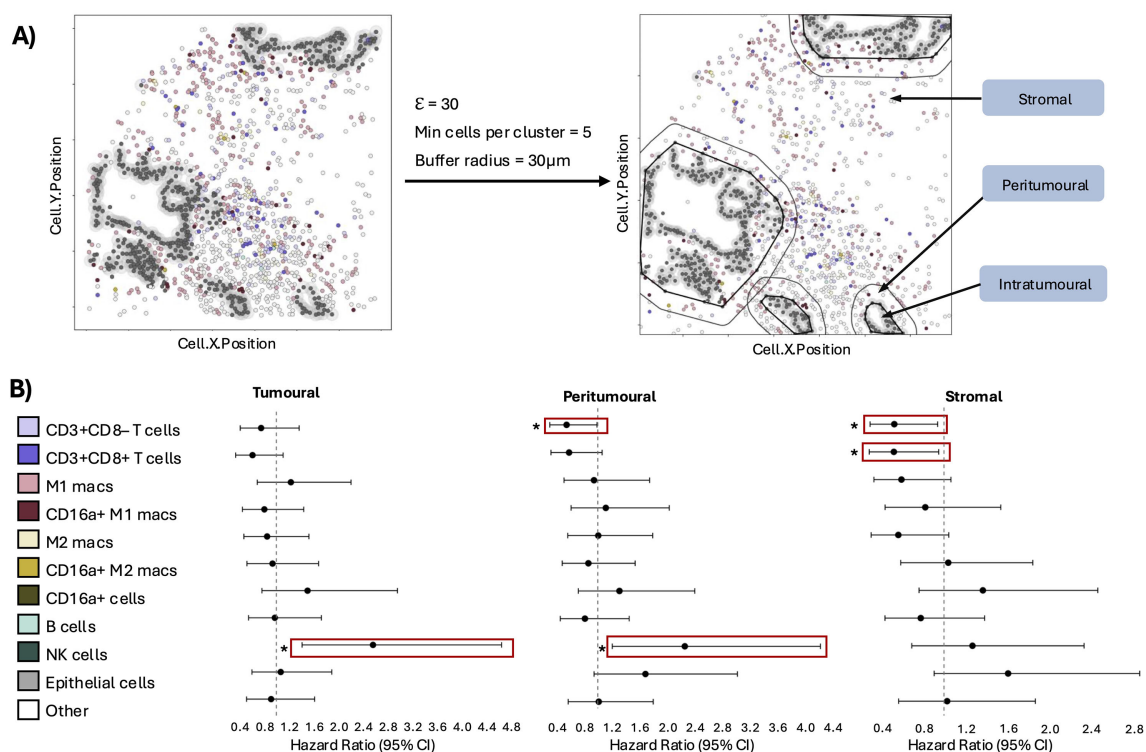 A)
Cell.Y.Position
Cell.X.Position
Ɛ = 30
Min cells per cluster = 5
Buffer radius = 30µm
Cell.Y.Position
Cell.X.Position
Stromal
Peritumoural
Intratumoural
B)
Tumoural
Peritumoural
Stromal
CD3+CD8– T cells
CD3+CD8+ T cells
M1 macs
CD16a+ M1 macs
M2 macs
CD16a+ M2 macs
CD16a+ cells
B cells
NK cells
Epithelial cells
Other
*
*
*
*
*
0.4 0.8 1.2 1.6 2.0 2.4 2.8 3.2 3.6 4.0 4.4 4.8
Hazard Ratio (95% CI)
0.4 0.8 1.2 1.6 2.0 2.4 2.8 3.2 3.6 4.0 4.4
Hazard Ratio (95% CI)
0.4 0.8 1.2 1.6 2.0 2.4 2.8
Hazard Ratio (95% CI)